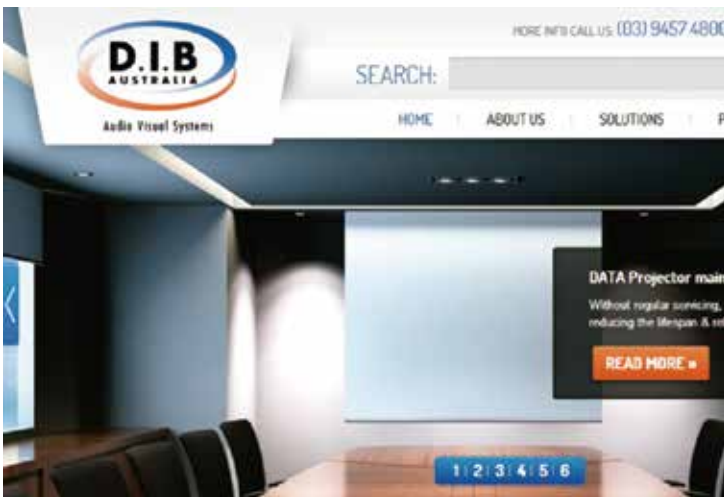 D.I.B
AUSTRALIA
Audio Visual Systems
MORE INFO CALL US: (03) 9457 4800
SEARCH:
HOME ABOUT US SOLUTIONS P
DATA Projector main
Without regular servicing,
reducing the lifespan &
READ MORE »
1 2 3 4 5 6